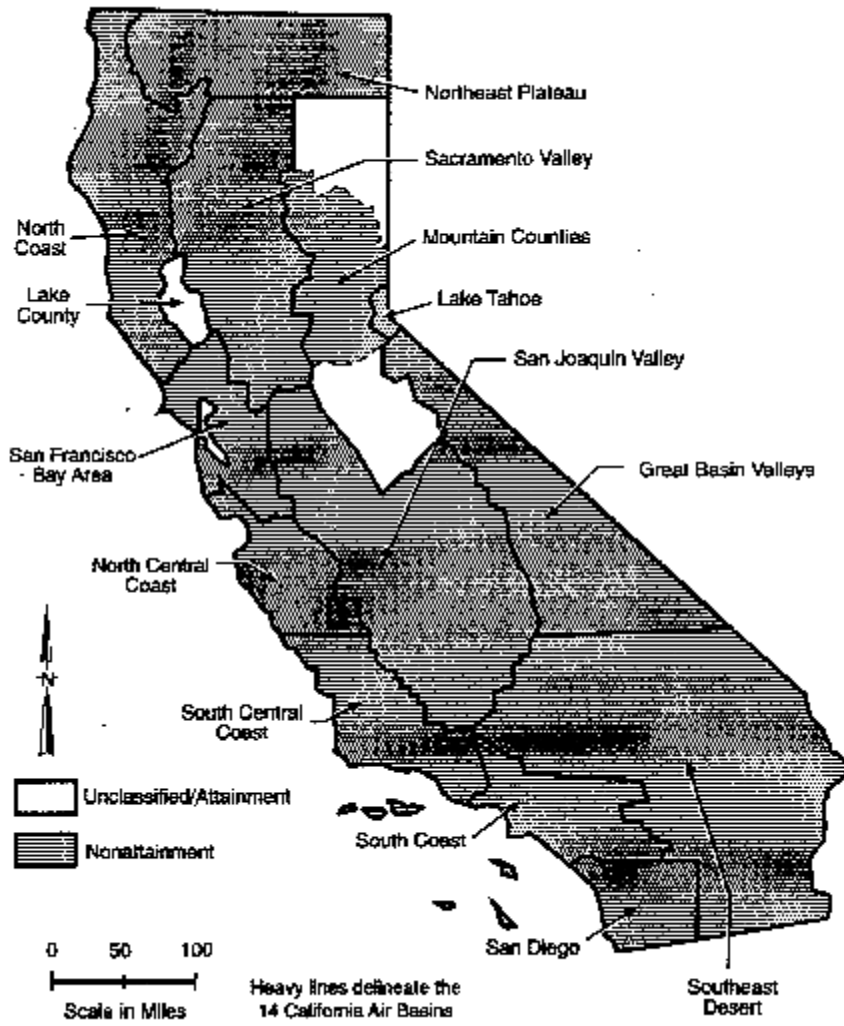 Northeast Plateau
Sacramento Valley
North
Coast
Mountain Counties
Lake
County
Lake Tahoe
San Joaquin Valley
San Francisco
Bay Area
Great Basin Valleys
North Central
Coast
N
South Central
Coast
Unclassified/Attainment
Nonattainment
South Coast
San Diego
0 50 100
Scale in Miles
Heavy lines delineate the
14 California Air Basins
Southeast
Desert